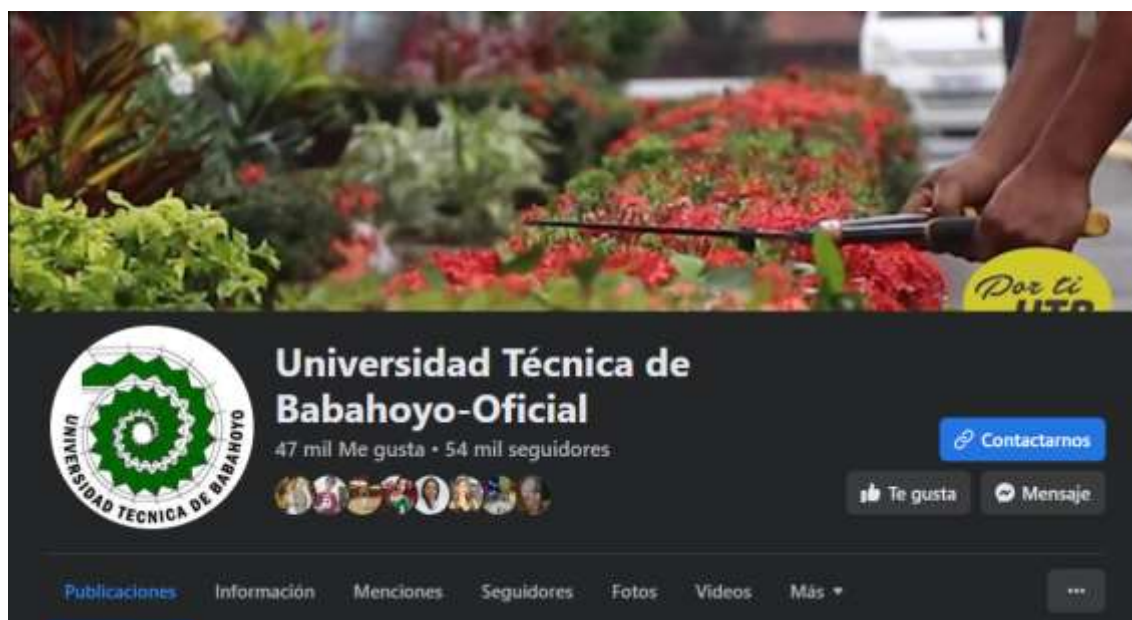 Por ti
UTB
UNIVERSIDAD TECNICA DE BABAHOYO
Universidad Técnica de
Babahoyo-Oficial
47 mil Me gusta • 54 mil seguidores
Contactarnos
Te gusta
Mensaje
Publicaciones
Información
Menciones
Seguidores
Fotos
Videos
Más